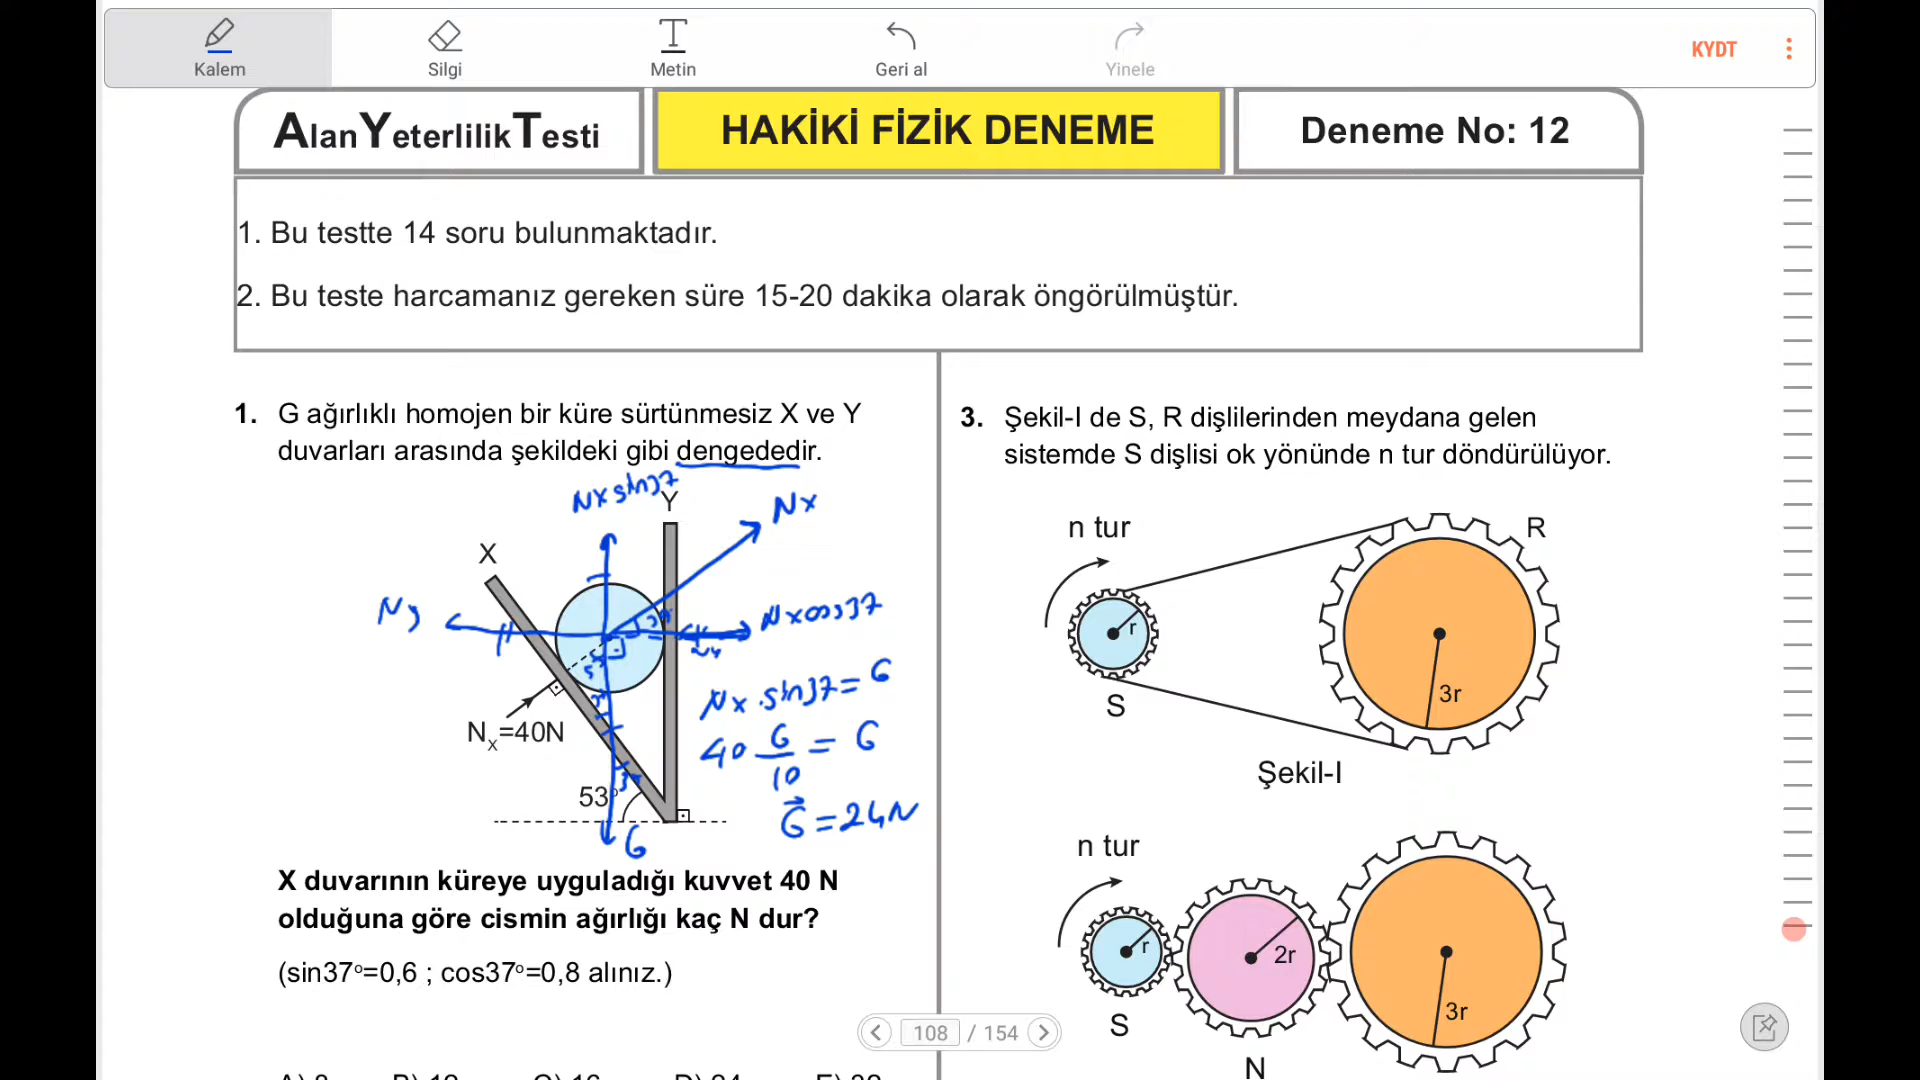 Kalem
Silgi
Metin
Geri al
Yinele
KYDT
AlanYeterlilikTesti
HAKİKİ FİZİK DENEME
Deneme No: 12
1. Bu testte 14 soru bulunmaktadır.
2. Bu teste harcamanız gereken süre 15-20 dakika olarak öngörülmüştür.
1. G ağırlıklı homojen bir küre sürtünmesiz X ve Y
duvarları arasında şekildeki gibi dengededir.
Nx sin37
Y
Nx
X
Ny
Nx cos37
Nx=40N
Nx . sin37 = G
40 6/10 = G
G = 24N
53°
37
G
X duvarının küreye uyguladığı kuvvet 40 N
olduğuna göre cismin ağırlığı kaç N dur?
(sin37°=0,6 ; cos37°=0,8 alınız.)
3. Şekil-I de S, R dişlilerinden meydana gelen
sistemde S dişlisi ok yönünde n tur döndürülüyor.
n tur
R
r
3r
S
Şekil-I
n tur
r
2r
3r
S
N
108 / 154